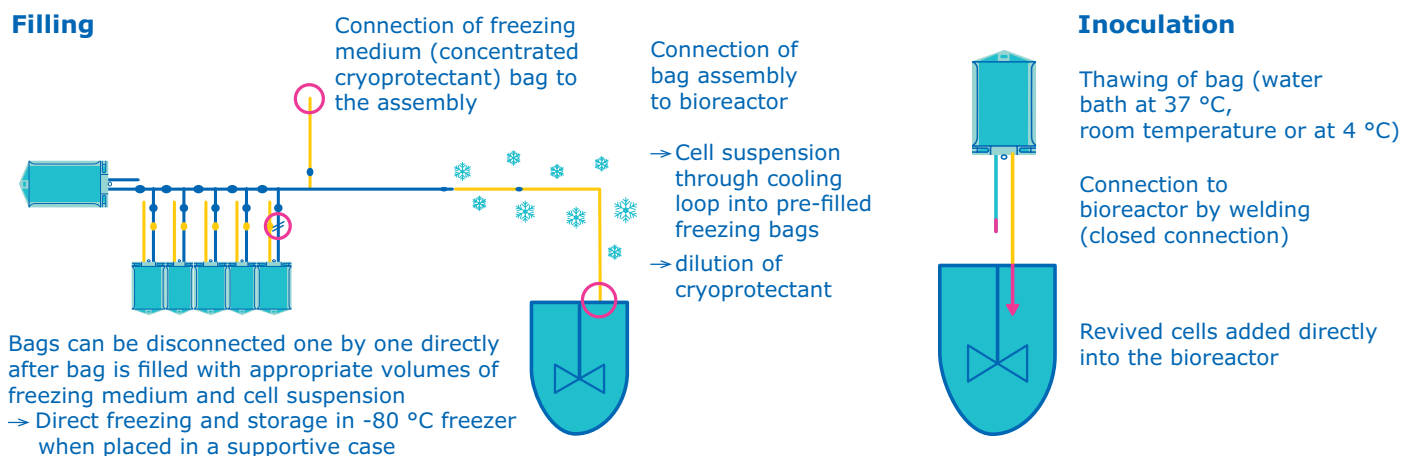 Filling
Connection of freezing
medium (concentrated
cryoprotectant) bag to
the assembly
Connection of
bag assembly
to bioreactor
→ Cell suspension
through cooling
loop into pre-filled
freezing bags
→ dilution of
cryoprotectant
Bags can be disconnected one by one directly
after bag is filled with appropriate volumes of
freezing medium and cell suspension
→ Direct freezing and storage in -80 °C freezer
when placed in a supportive case
Inoculation
Thawing of bag (water
bath at 37 °C,
room temperature or at 4 °C)
Connection to
bioreactor by welding
(closed connection)
Revived cells added directly
into the bioreactor